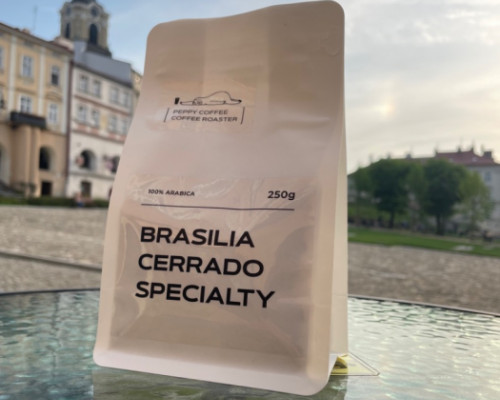 PEPPY COFFEE
COFFEE ROASTER
100% ARABICA 250g
BRASILIA
CERRADO
SPECIALTY